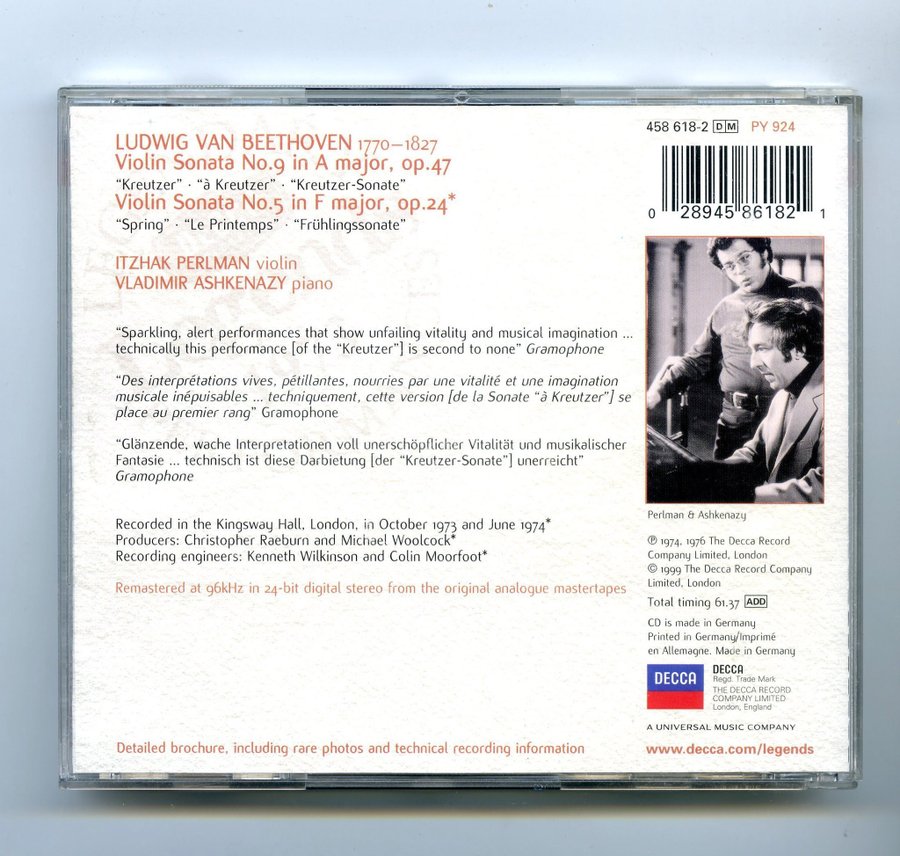 LUDWIG VAN BEETHOVEN 1770–1827
Violin Sonata No.9 in A major, op.47
“Kreutzer” · “à Kreutzer” · “Kreutzer-Sonate”
Violin Sonata No.5 in F major, op.24*
“Spring” · “Le Printemps” · “Frühlingssonate”
ITZHAK PERLMAN violin
VLADIMIR ASHKENAZY piano
“Sparkling, alert performances that show unfailing vitality and musical imagination ...
technically this performance [of the “Kreutzer”] is second to none” Gramophone
“Des interprétations vives, pétillantes, nourries par une vitalité et une imagination
musicale inépuisables ... techniquement, cette version [de la Sonate “à Kreutzer”] se
place au premier rang” Gramophone
“Glänzende, wache Interpretationen voll unerschöpflicher Vitalität und musikalischer
Fantasie ... technisch ist diese Darbietung [der “Kreutzer-Sonate”] unerreicht”
Gramophone
Recorded in the Kingsway Hall, London, in October 1973 and June 1974*
Producers: Christopher Raeburn and Michael Woolcock*
Recording engineers: Kenneth Wilkinson and Colin Moorfoot*
Remastered at 96kHz in 24-bit digital stereo from the original analogue mastertapes
Detailed brochure, including rare photos and technical recording information
458 618-2 DM PY 924
0 28945 86182 1
Perlman & Ashkenazy
℗ 1974, 1976 The Decca Record
Company Limited, London
© 1999 The Decca Record Company
Limited, London
Total timing 61.37 ADD
CD is made in Germany
Printed in Germany/Imprimé
en Allemagne. Made in Germany
DECCA
DECCA
Regd. Trade Mark
THE DECCA RECORD
COMPANY LIMITED
London, England
A UNIVERSAL MUSIC COMPANY
www.decca.com/legends